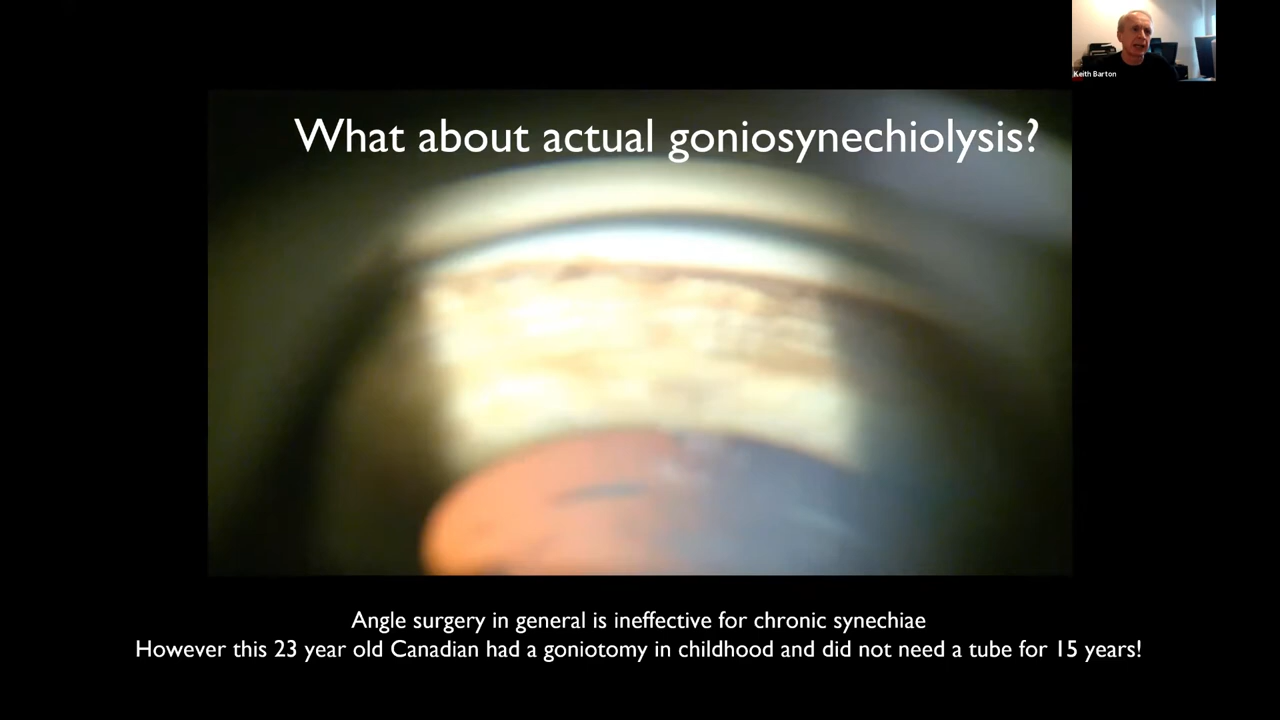 Keith Barton
What about actual goniosynechiolysis?
Angle surgery in general is ineffective for chronic synechiae
However this 23 year old Canadian had a goniotomy in childhood and did not need a tube for 15 years!